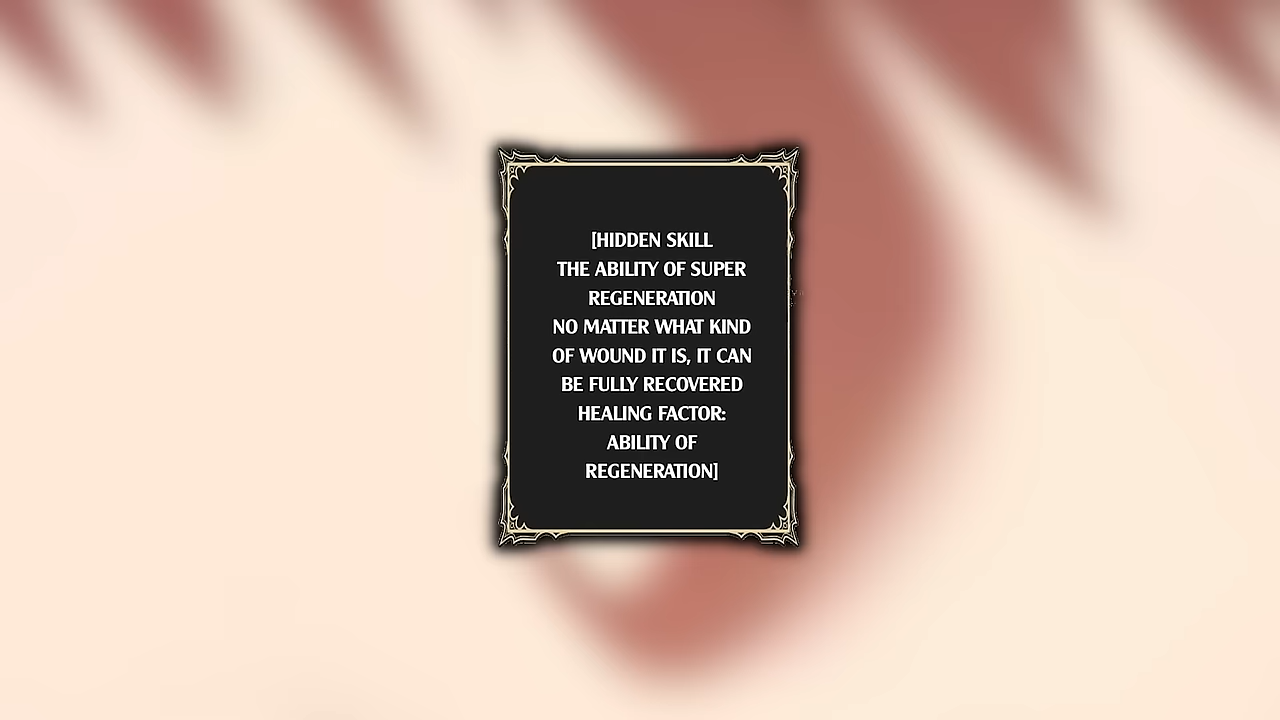 [HIDDEN SKILL
THE ABILITY OF SUPER
REGENERATION
NO MATTER WHAT KIND
OF WOUND IT IS, IT CAN
BE FULLY RECOVERED
HEALING FACTOR:
ABILITY OF
REGENERATION]